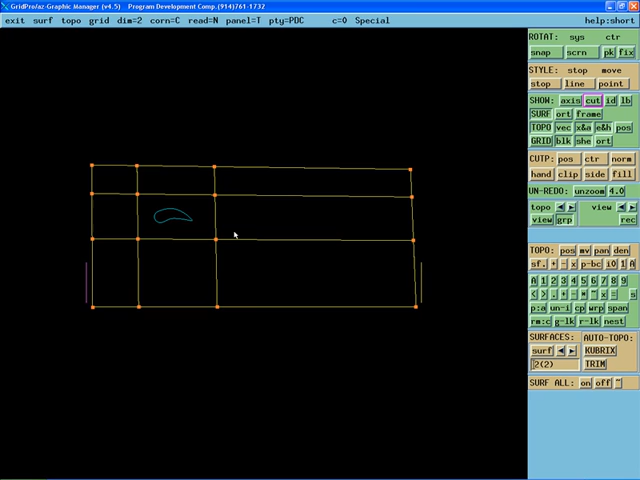 GridPro/az-Graphic Manager (v4.5) Program Development Comp.(914)761-1732
exit surf topo grid dim=2 corn=C read=N panel=T pty=PDC c=0 Special help:short
ROTAT: sys ctr
snap scrn pk fix
STYLE: stop move
stop line point
SHOW: axis cut id lb
SURF ort frame
TOPO vec x&a e&h pos
GRID blk she ort
CUTP: pos ctr norm
hand clip side fill
UN-REDO: unzoom 4.0
topo view
view grp rec
TOPO: pos mv pan den
sf. + - x p-bc i0 1 A
A 1 2 3 4 5 6 7 8 9
p:a un-i cp wrp span
rm:c g-lk r-lk nest
SURFACES: AUTO-TOPO:
surf KUBRIX
2(2) TRIM
SURF ALL: on off ~